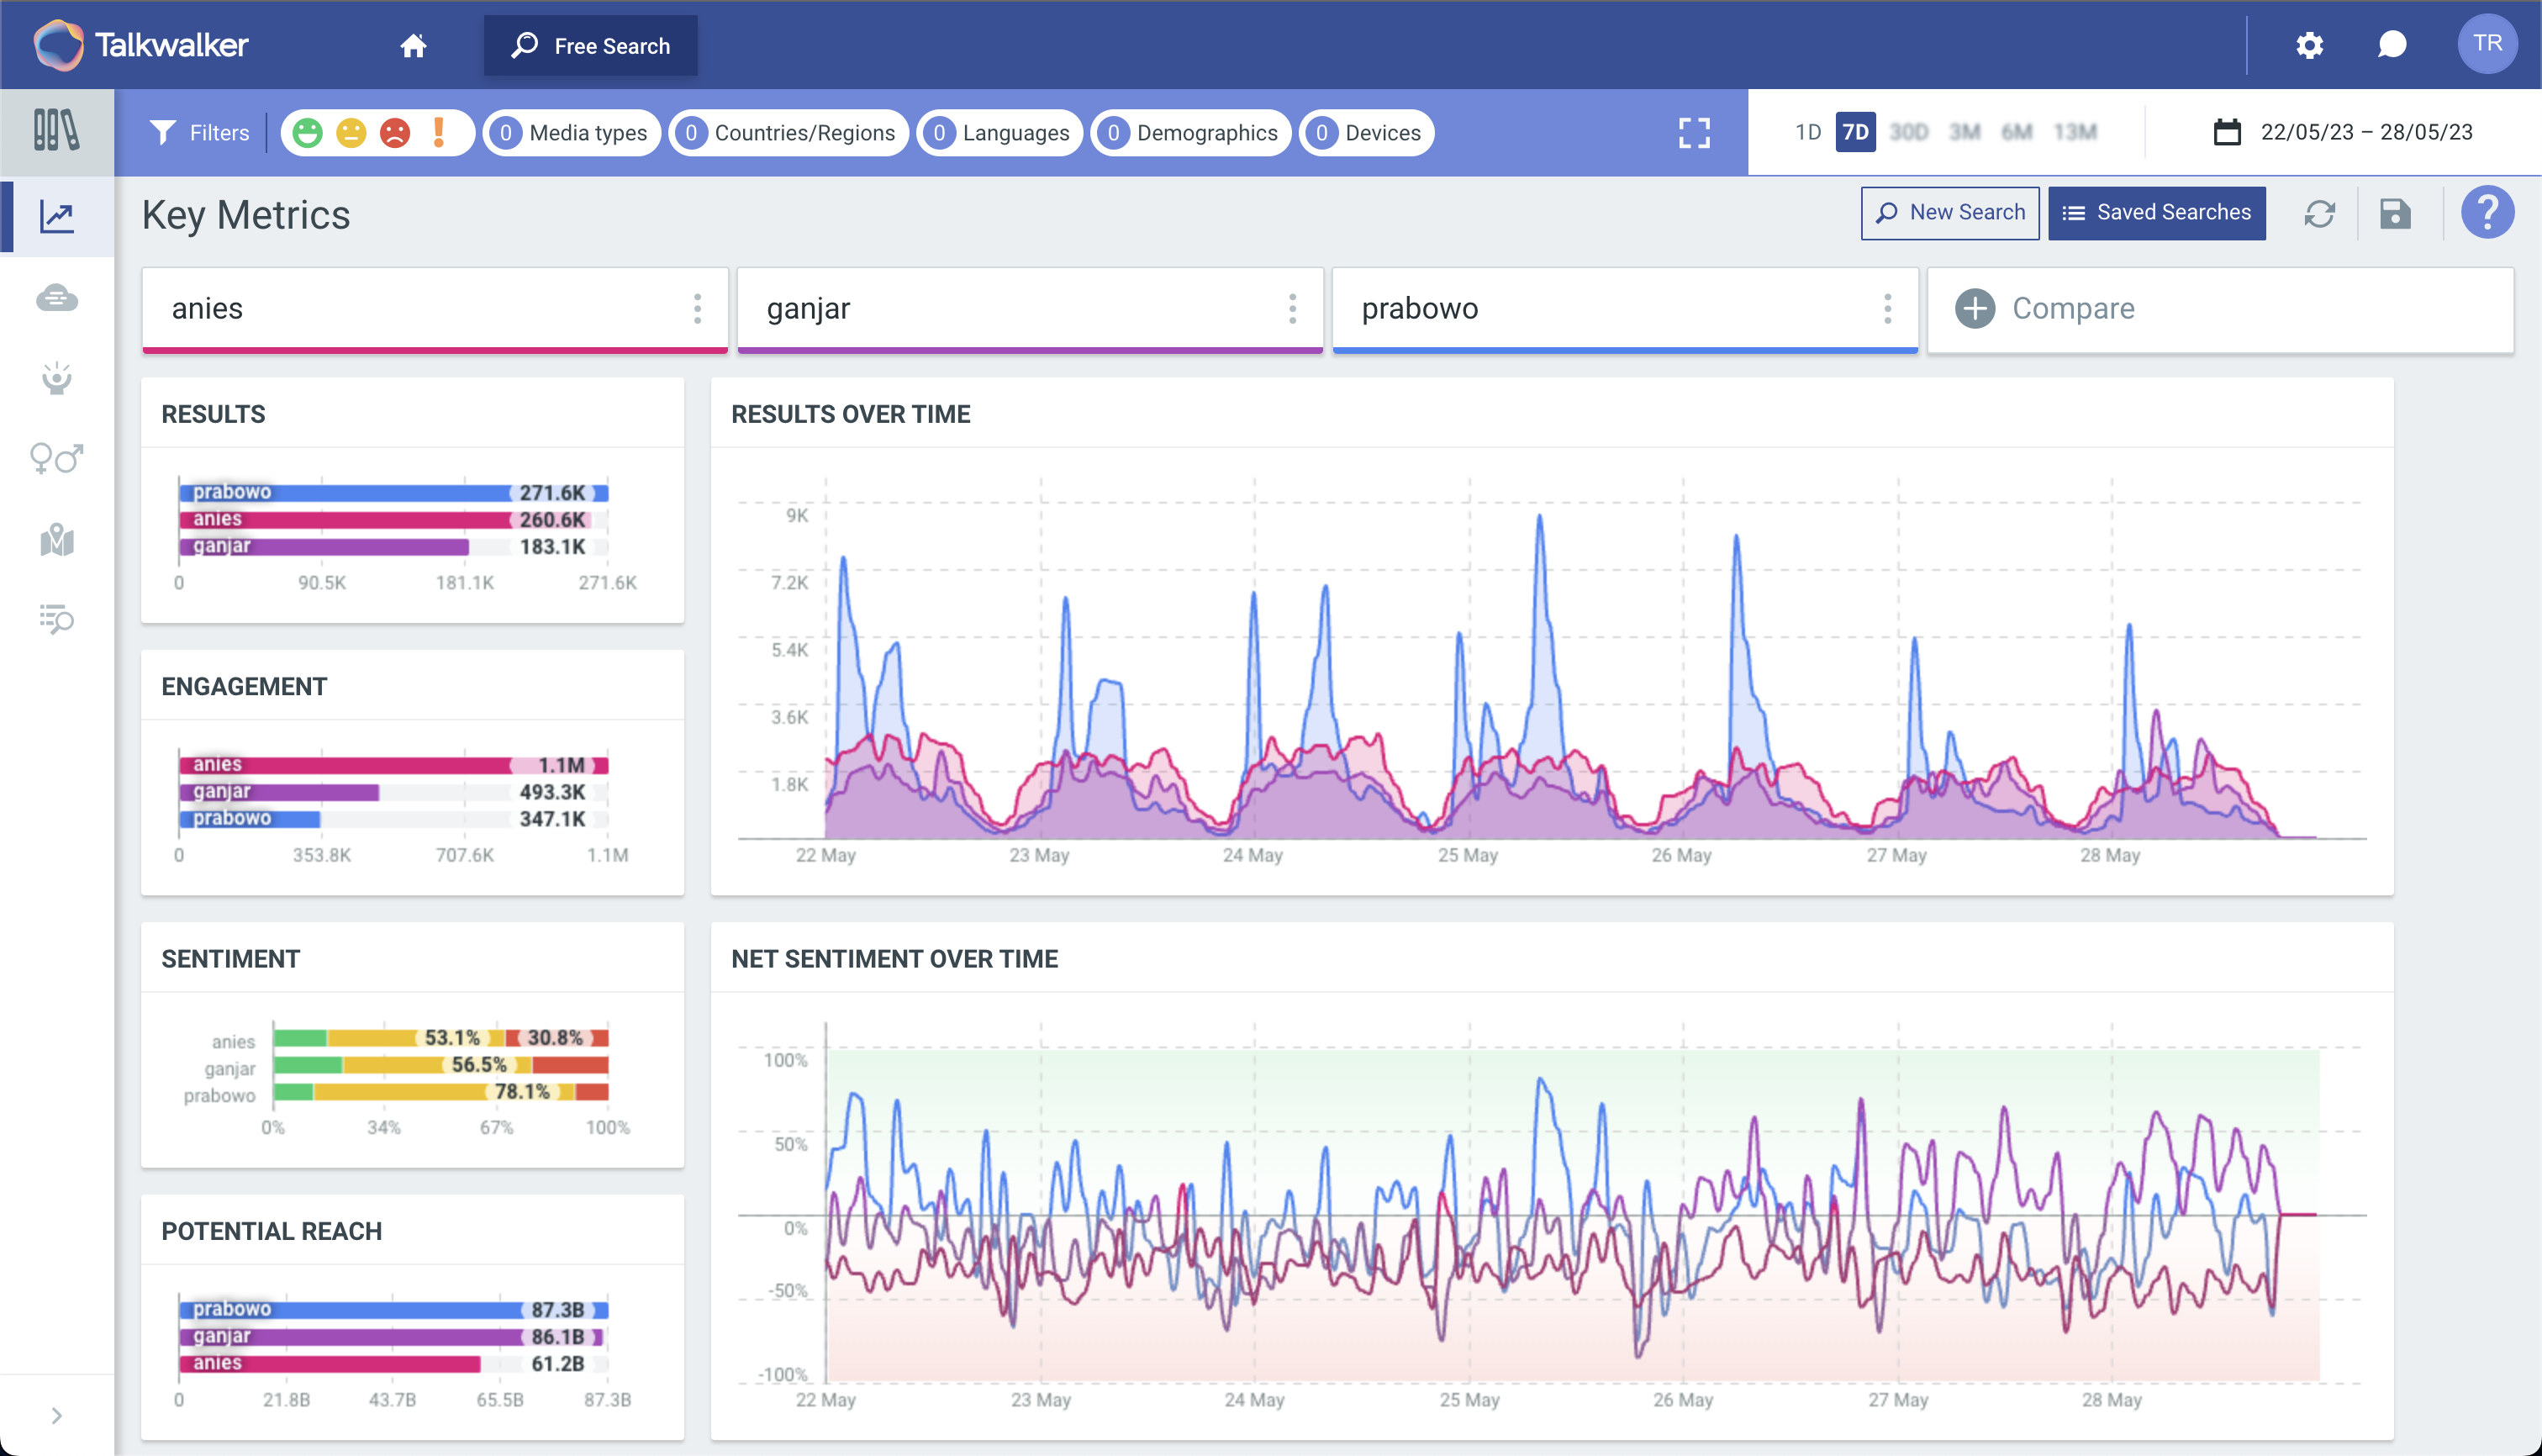 Talkwalker
Free Search
TR
Filters
0 Media types
0 Countries/Regions
0 Languages
0 Demographics
0 Devices
1D 7D 30D 3M 6M 13M
22/05/23 – 28/05/23
Key Metrics
New Search
Saved Searches
?
anies
ganjar
prabowo
Compare
RESULTS
prabowo 271.6K
anies 260.6K
ganjar 183.1K
0 90.5K 181.1K 271.6K
RESULTS OVER TIME
9K
7.2K
5.4K
3.6K
1.8K
22 May 23 May 24 May 25 May 26 May 27 May 28 May
ENGAGEMENT
anies 1.1M
ganjar 493.3K
prabowo 347.1K
0 353.8K 707.6K 1.1M
SENTIMENT
anies 53.1% 30.8%
ganjar 56.5%
prabowo 78.1%
0% 34% 67% 100%
NET SENTIMENT OVER TIME
100%
50%
0%
-50%
-100%
22 May 23 May 24 May 25 May 26 May 27 May 28 May
POTENTIAL REACH
prabowo 87.3B
ganjar 86.1B
anies 61.2B
0 21.8B 43.7B 65.5B 87.3B